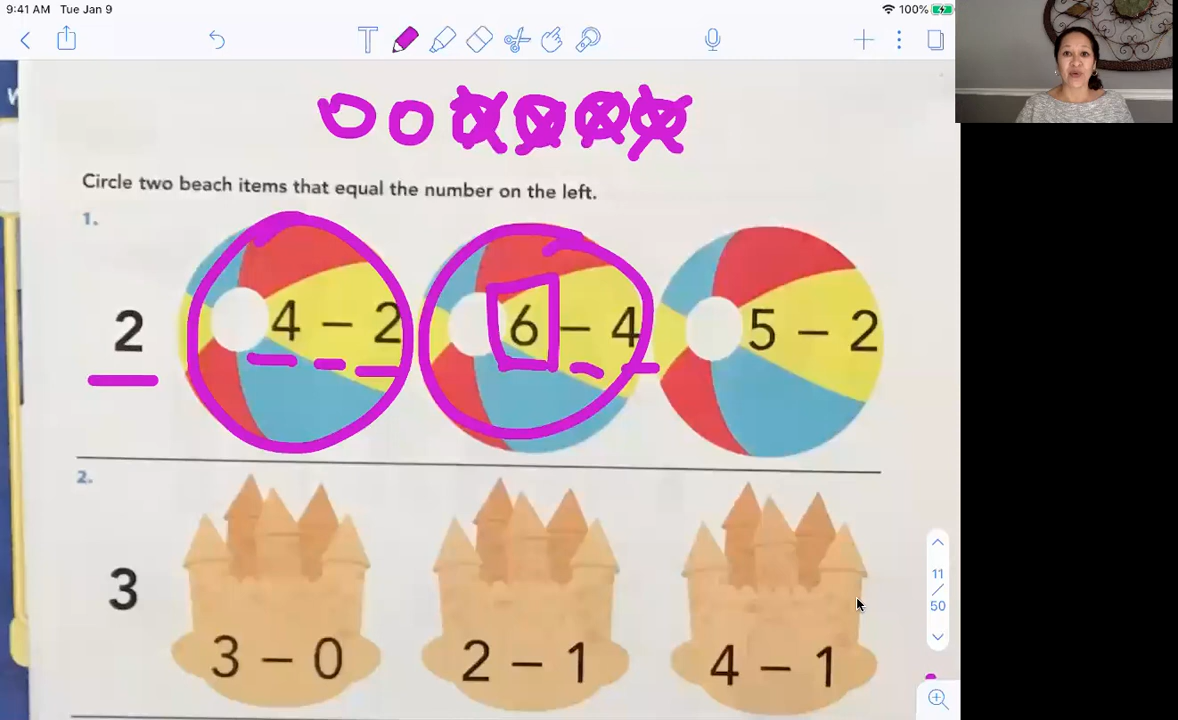 9:41 AM Tue Jan 9
100%
T
Circle two beach items that equal the number on the left.
1.
2 4 – 2 6 – 4 5 – 2
2.
3 3 – 0 2 – 1 4 – 1
11
/
50